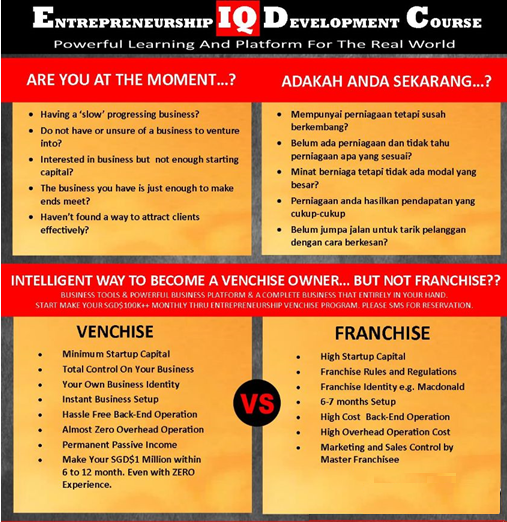 ENTREPRENEURSHIP IQ DEVELOPMENT COURSE
Powerful Learning And Platform For The Real World
ARE YOU AT THE MOMENT...?
• Having a 'slow' progressing business?
• Do not have or unsure of a business to venture
into?
• Interested in business but not enough starting
capital?
• The business you have is just enough to make
ends meet?
• Haven't found a way to attract clients
effectively?
ADAKAH ANDA SEKARANG...?
• Mempunyai perniagaan tetapi susah
berkembang?
• Belum ada perniagaan dan tidak tahu
perniagaan apa yang sesuai?
• Minat berniaga tetapi tidak ada modal yang
besar?
• Perniagaan anda hasilkan pendapatan yang
cukup-cukup
• Belum jumpa jalan untuk tarik pelanggan
dengan cara berkesan?
INTELLIGENT WAY TO BECOME A VENCHISE OWNER... BUT NOT FRANCHISE??
BUSINESS TOOLS & POWERFUL BUSINESS PLATFORM & A COMPLETE BUSINESS THAT ENTIRELY IN YOUR HAND.
START MAKE YOUR SGD$100K++ MONTHLY THRU ENTREPRENEURSHIP VENCHISE PROGRAM. PLEASE SMS FOR RESERVATION.
VENCHISE
• Minimum Startup Capital
• Total Control On Your Business
• Your Own Business Identity
• Instant Business Setup
• Hassle Free Back-End Operation
• Almost Zero Overhead Operation
• Permanent Passive Income
• Make Your SGD$1 Million within
6 to 12 month. Even with ZERO
Experience.
VS
FRANCHISE
• High Startup Capital
• Franchise Rules and Regulations
• Franchise Identity e.g. Macdonald
• 6-7 months Setup
• High Cost Back-End Operation
• High Overhead Operation Cost
• Marketing and Sales Control by
Master Franchisee